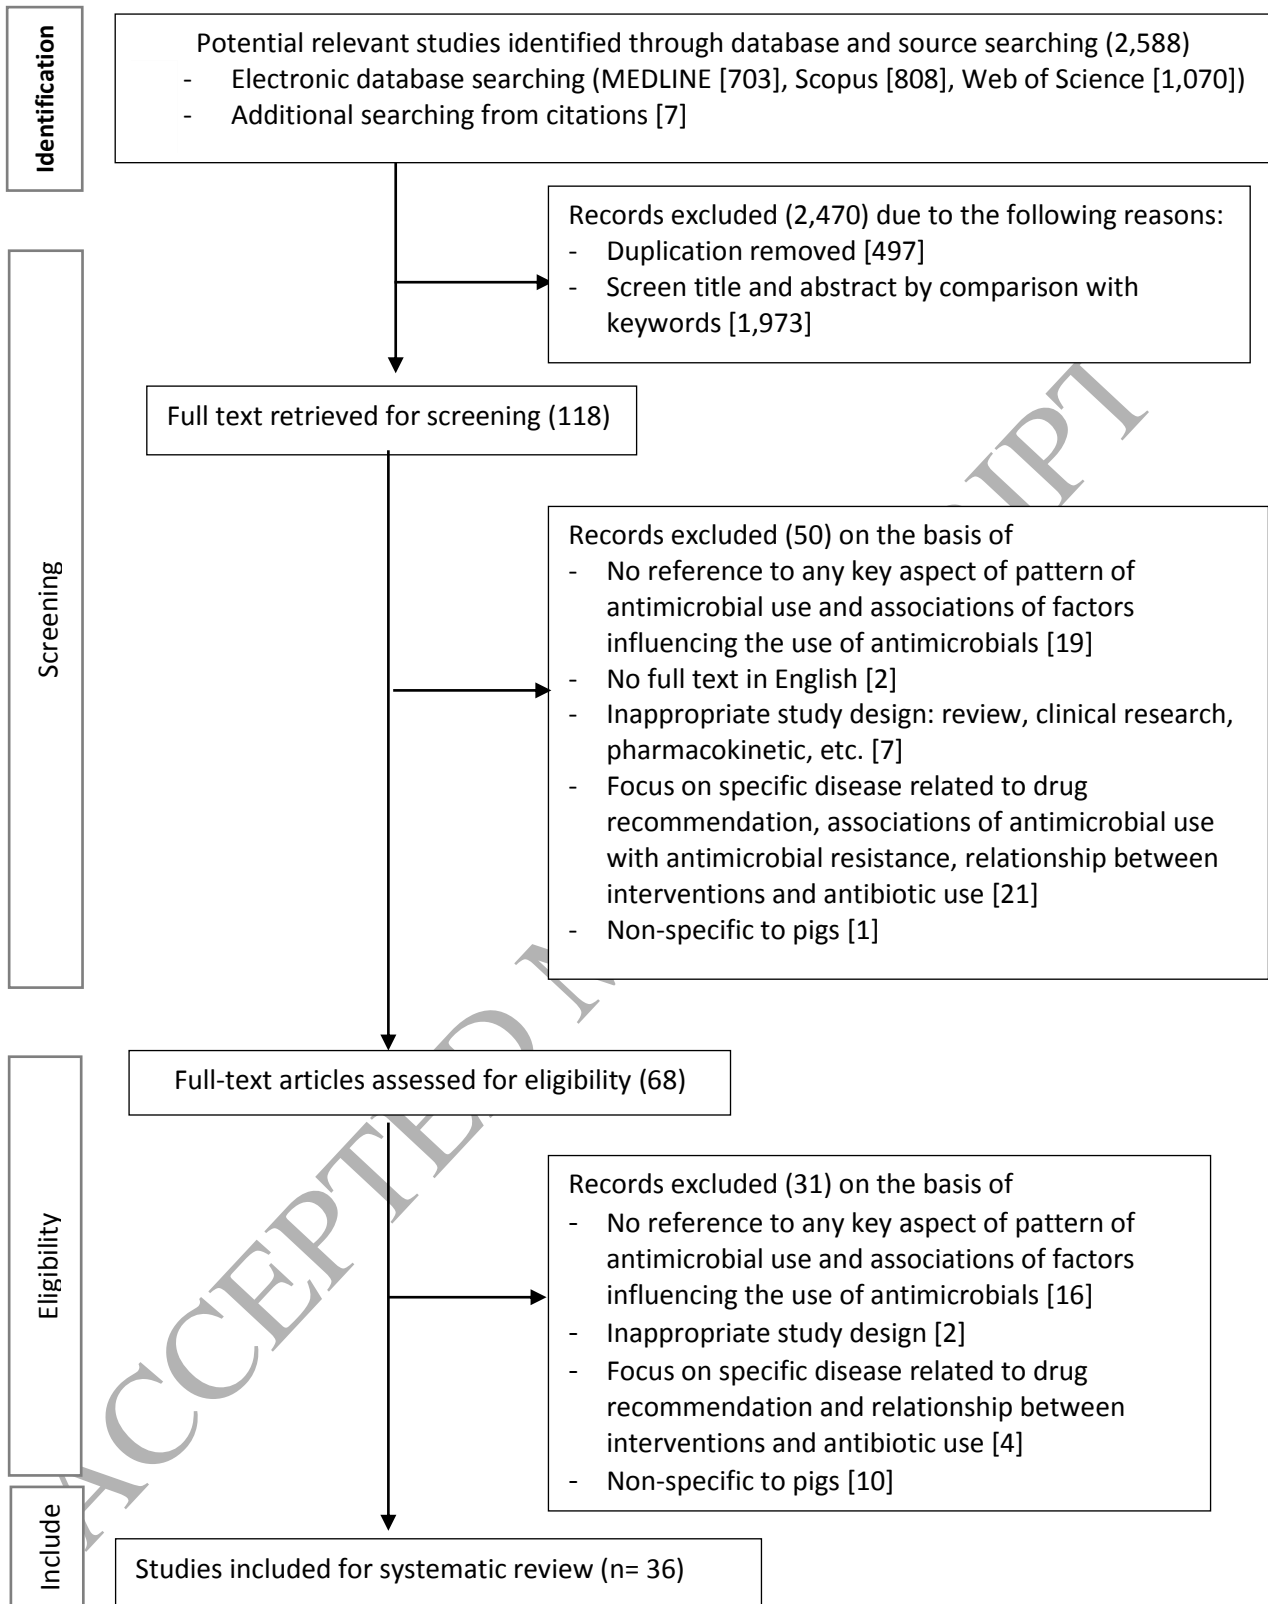 Identification
Potential relevant studies identified through database and source searching (2,588)
- Electronic database searching (MEDLINE [703], Scopus [808], Web of Science [1,070])
- Additional searching from citations [7]
Records excluded (2,470) due to the following reasons:
- Duplication removed [497]
- Screen title and abstract by comparison with
keywords [1,973]
Screening
Full text retrieved for screening (118)
Records excluded (50) on the basis of
- No reference to any key aspect of pattern of
antimicrobial use and associations of factors
influencing the use of antimicrobials [19]
- No full text in English [2]
- Inappropriate study design: review, clinical research,
pharmacokinetic, etc. [7]
- Focus on specific disease related to drug
recommendation, associations of antimicrobial use
with antimicrobial resistance, relationship between
interventions and antibiotic use [21]
- Non-specific to pigs [1]
Eligibility
Full-text articles assessed for eligibility (68)
Records excluded (31) on the basis of
- No reference to any key aspect of pattern of
antimicrobial use and associations of factors
influencing the use of antimicrobials [16]
- Inappropriate study design [2]
- Focus on specific disease related to drug
recommendation and relationship between
interventions and antibiotic use [4]
- Non-specific to pigs [10]
Include
Studies included for systematic review (n= 36)
ACCEPTED M IPT